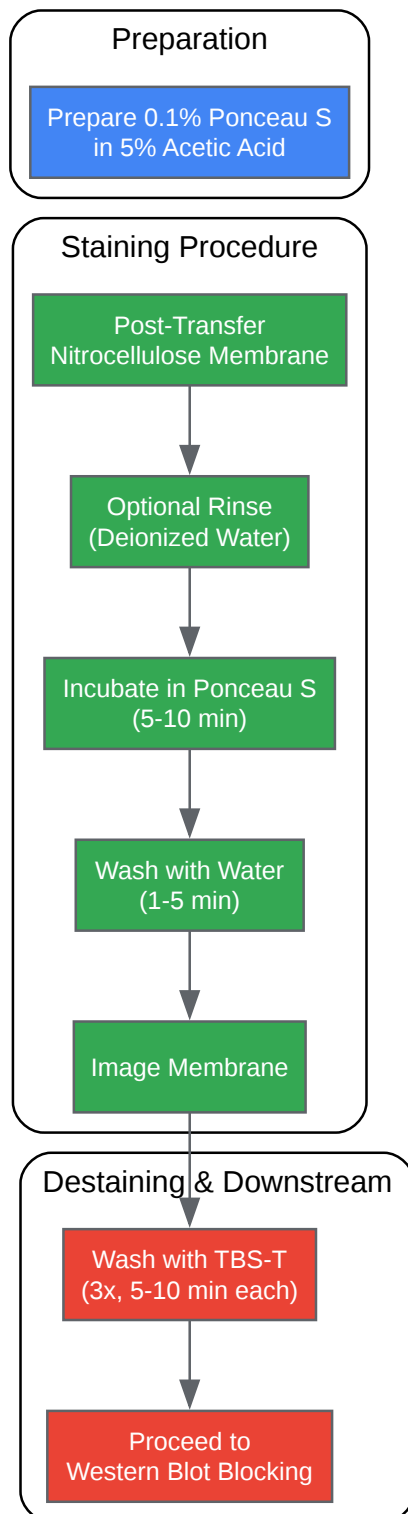 Preparation
Prepare 0.1% Ponceau S
in 5% Acetic Acid
Staining Procedure
Post-Transfer
Nitrocellulose Membrane
Optional Rinse
(Deionized Water)
Incubate in Ponceau S
(5-10 min)
Wash with Water
(1-5 min)
Image Membrane
Destaining & Downstream
Wash with TBS-T
(3x, 5-10 min each)
Proceed to
Western Blot Blocking